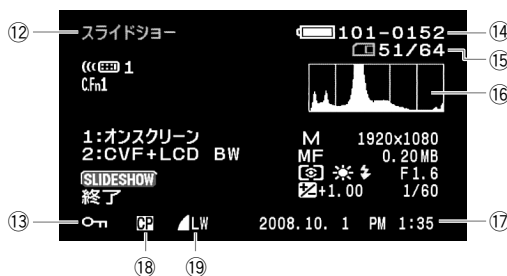 ⑫ スライドショー 101-0152 ⑭
51/64 ⑮
1
C.Fn1
⑯
1:オンスクリーン M 1920x1080
2:CVF+LCD BW MF 0.20MB
SLIDESHOW F1.6
終了 +1.00 1/60
⑬ CP LW 2008.10. 1 PM 1:35 ⑰
⑱ ⑲